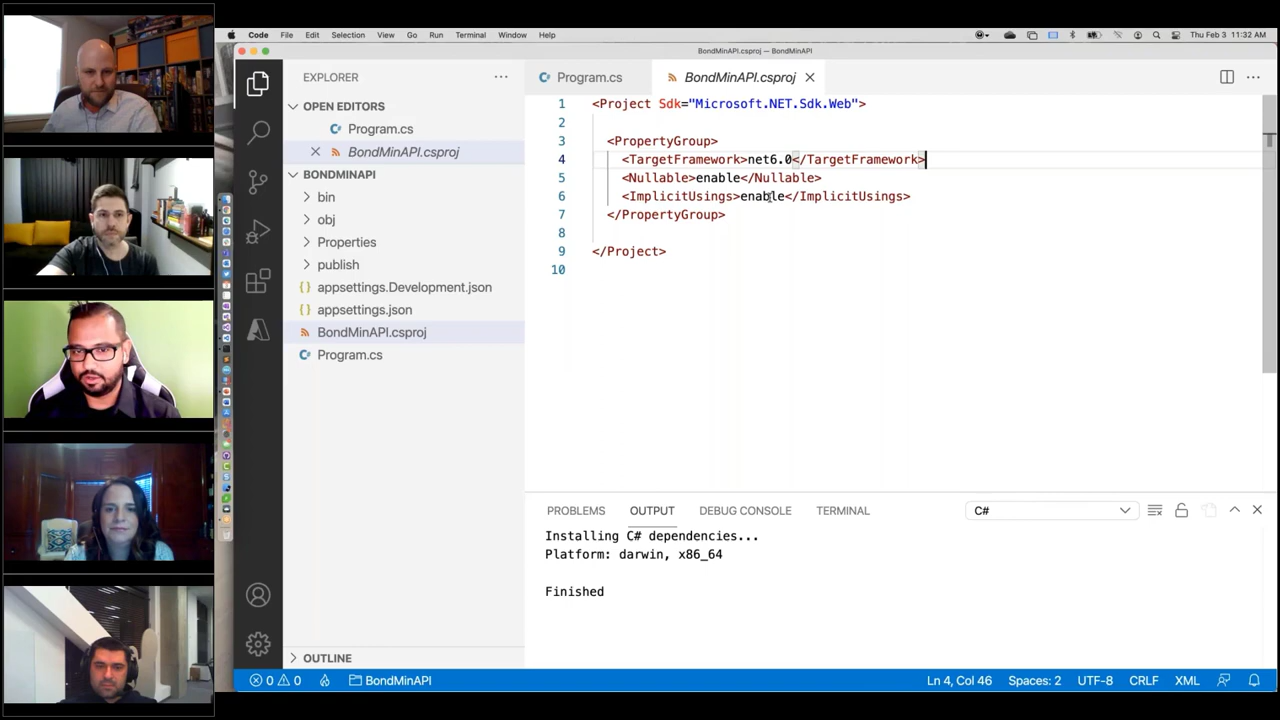 Code File Edit Selection View Go Run Terminal Window Help
Thu Feb 3 11:32 AM
BondMinAPI.csproj — BondMinAPI
EXPLORER
OPEN EDITORS
Program.cs
BondMinAPI.csproj
BONDMINAPI
bin
obj
Properties
publish
{} appsettings.Development.json
{} appsettings.json
BondMinAPI.csproj
Program.cs
OUTLINE
Program.cs
BondMinAPI.csproj
1 <Project Sdk="Microsoft.NET.Sdk.Web">
2
3 <PropertyGroup>
4 <TargetFramework>net6.0</TargetFramework>
5 <Nullable>enable</Nullable>
6 <ImplicitUsings>enable</ImplicitUsings>
7 </PropertyGroup>
8
9 </Project>
10
PROBLEMS OUTPUT DEBUG CONSOLE TERMINAL
C#
Installing C# dependencies...
Platform: darwin, x86_64
Finished
0 0 BondMinAPI
Ln 4, Col 46 Spaces: 2 UTF-8 CRLF XML